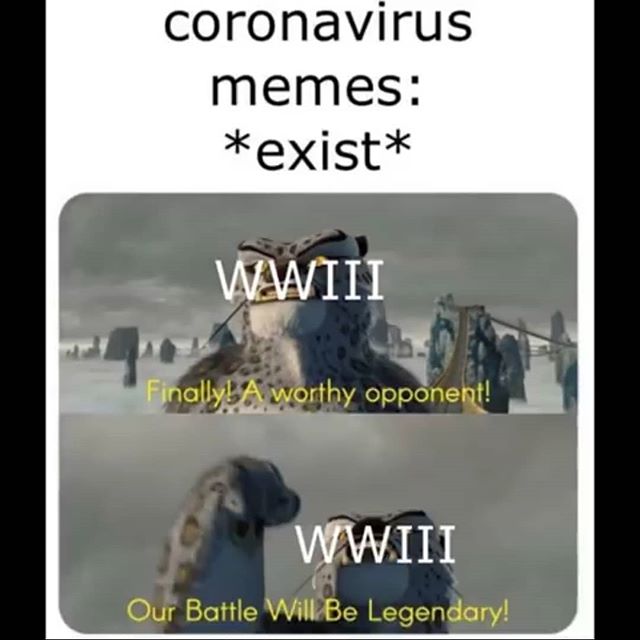 coronavirus
memes:
*exist*
WWIII
Finally! A worthy opponent!
WWIII
Our Battle Will Be Legendary!